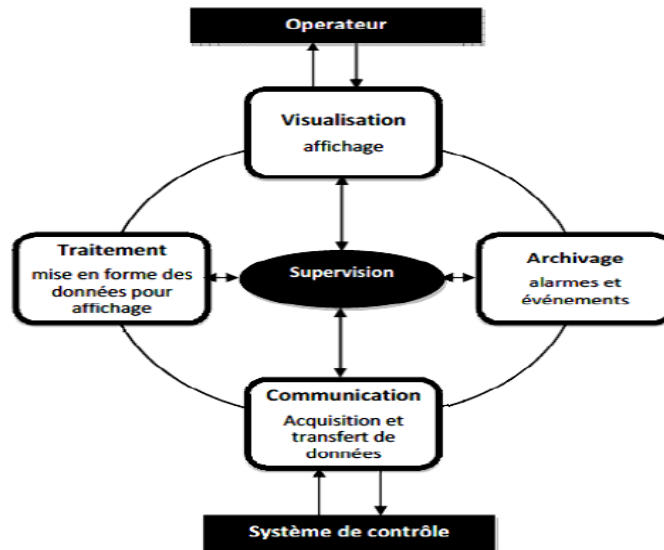 Operateur
Visualisation
affichage
Traitement
mise en forme des
données pour
affichage
Supervision
Archivage
alarmes et
événements
Communication
Acquisition et
transfert de
données
Système de contrôle